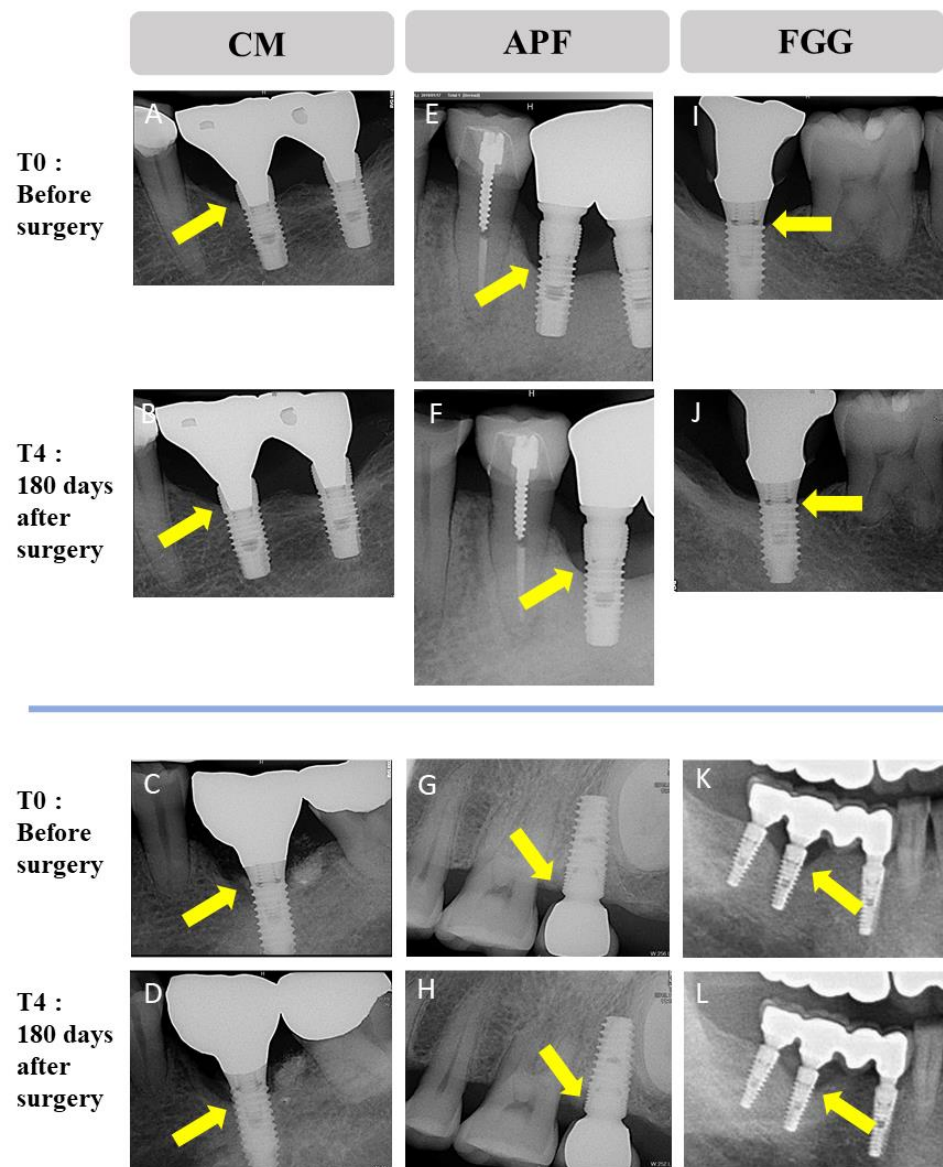 CM
APF
FGG
T0 :
Before
surgery
A
E
H
I
T4 :
180 days
after
surgery
B
F
H
J
T0 :
Before
surgery
C
G
K
T4 :
180 days
after
surgery
D
H
L